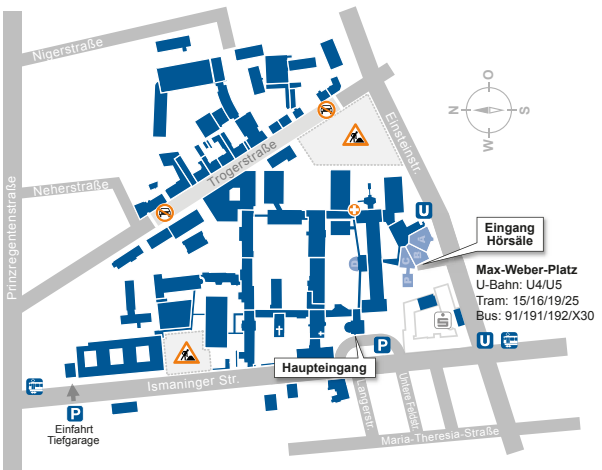 Nigerstraße
Einsteinstr.
O
N
S
W
Trogerstraße
Neherstraße
Prinzregentenstraße
U
Eingang
Hörsäle
A
B
C
D
P
Max-Weber-Platz
U-Bahn: U4/U5
Tram: 15/16/19/25
Bus: 91/191/192/X30
S
P
U
Haupteingang
Ismaninger Str.
P
Einfahrt
Tiefgarage
Langerstr.
Untere Feldstr.
Maria-Theresia-Straße